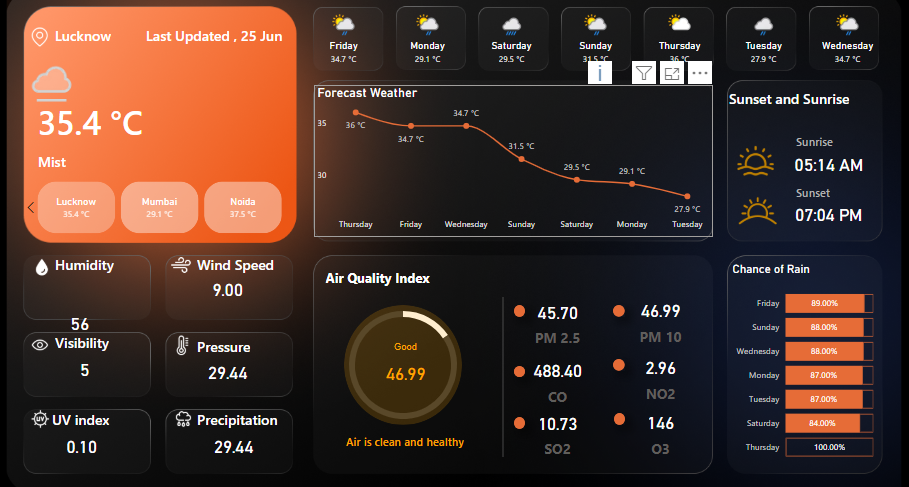 Lucknow
Last Updated , 25 Jun
35.4 °C
Mist
Lucknow
35.4 °C
Mumbai
29.1 °C
Noida
37.5 °C
Friday
34.7 °C
Monday
29.1 °C
Saturday
29.5 °C
Sunday
31.5 °C
Thursday
36 °C
Tuesday
27.9 °C
Wednesday
34.7 °C
Forecast Weather
35
30
36 °C
34.7 °C
34.7 °C
31.5 °C
29.5 °C
29.1 °C
27.9 °C
Thursday
Friday
Wednesday
Sunday
Saturday
Monday
Tuesday
Sunset and Sunrise
Sunrise
05:14 AM
Sunset
07:04 PM
Humidity
56
Wind Speed
9.00
Visibility
5
Pressure
29.44
UV
UV index
0.10
Precipitation
29.44
Air Quality Index
Good
46.99
Air is clean and healthy
45.70
PM 2.5
46.99
PM 10
488.40
CO
2.96
NO2
10.73
SO2
146
O3
Chance of Rain
Friday 89.00%
Sunday 88.00%
Wednesday 88.00%
Monday 87.00%
Tuesday 87.00%
Saturday 84.00%
Thursday 100.00%